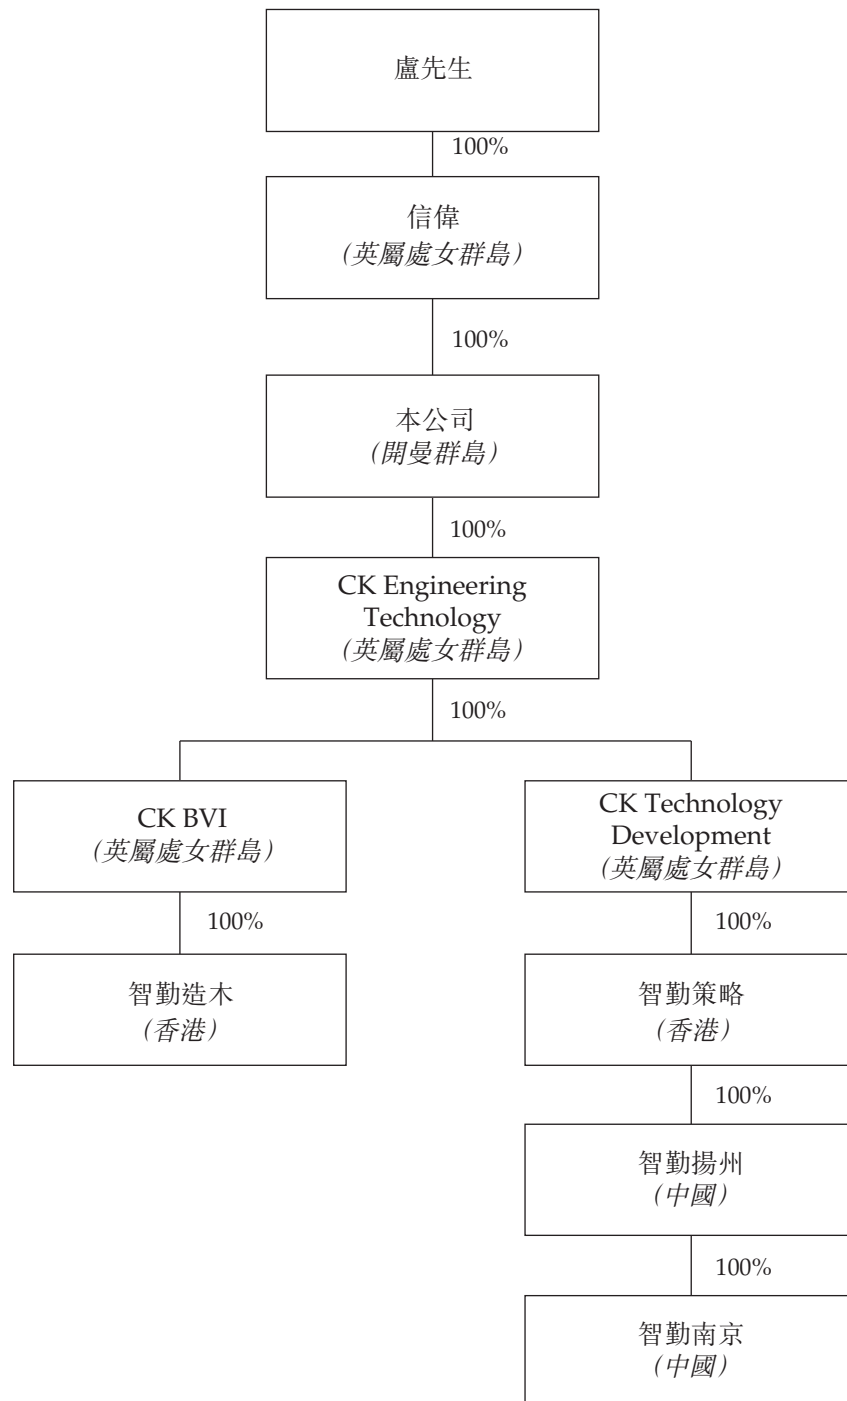 盧先生
100%
信偉
(英屬處女群島)
100%
本公司
(開曼群島)
100%
CK Engineering
Technology
(英屬處女群島)
100%
CK BVI
(英屬處女群島)
CK Technology
Development
(英屬處女群島)
100%
100%
智勤造木
(香港)
智勤策略
(香港)
100%
智勤揚州
(中國)
100%
智勤南京
(中國)